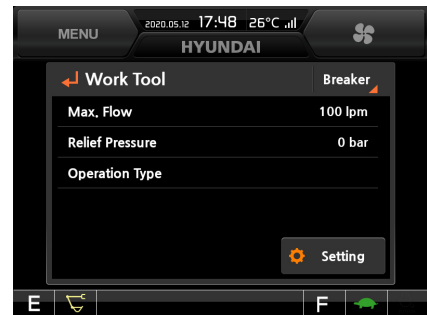 MENU
2020.05.12 17:48 26°C
HYUNDAI
Work Tool Breaker
Max. Flow 100 lpm
Relief Pressure 0 bar
Operation Type
Setting
E F